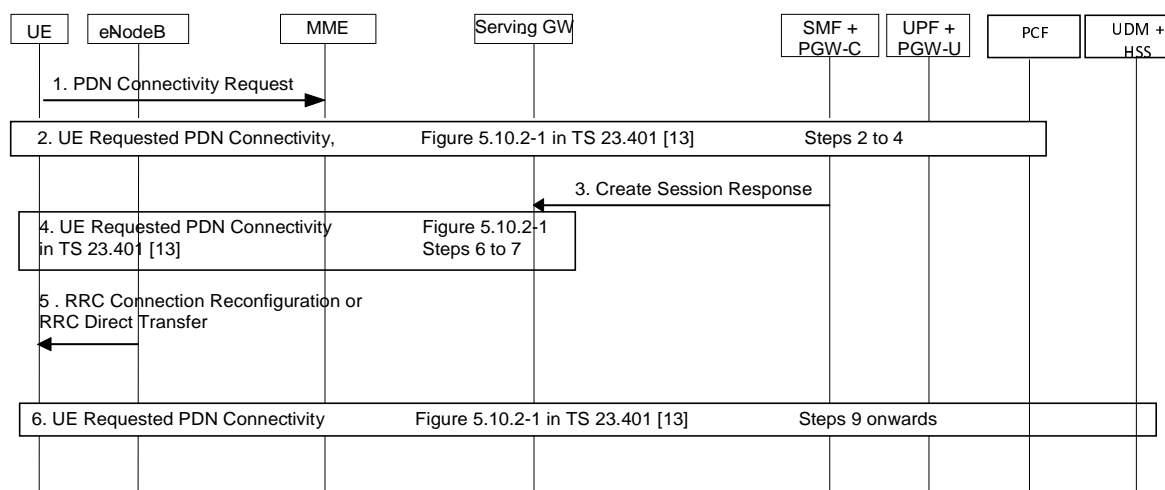 UE
eNodeB
MME
Serving GW
SMF +
PGW-C
UPF +
PGW-U
PCF
UDM +
HSS
1. PDN Connectivity Request
2. UE Requested PDN Connectivity, Figure 5.10.2-1 in TS 23.401 [13] Steps 2 to 4
3. Create Session Response
4. UE Requested PDN Connectivity Figure 5.10.2-1
in TS 23.401 [13] Steps 6 to 7
5 . RRC Connection Reconfiguration or
RRC Direct Transfer
6. UE Requested PDN Connectivity Figure 5.10.2-1 in TS 23.401 [13] Steps 9 onwards